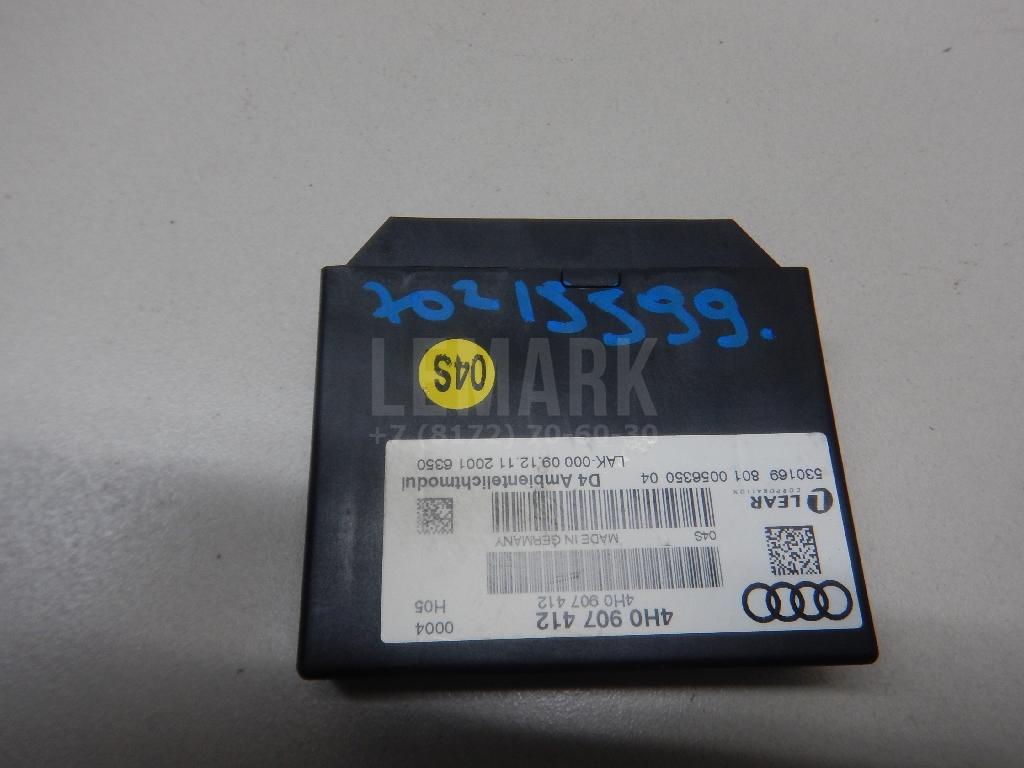 70219599.
04S
LEMARK
+7 (8172) 70-60-30
4H0 907 412
4H0 907 412
0004
H05
04S MADE IN GERMANY
LEAR
CORPORATION
D4 Ambientelichtmodul
530169 801 0056350 04
LAK-000 09.12.11 2001 6350